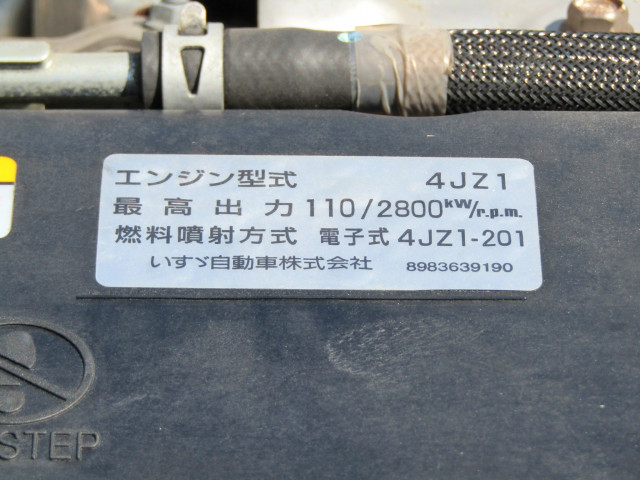 エンジン型式 4JZ1
最高出力 110/2800kW/r.p.m.
燃料噴射方式 電子式 4JZ1-201
いすゞ自動車株式会社 8983639190
STEP